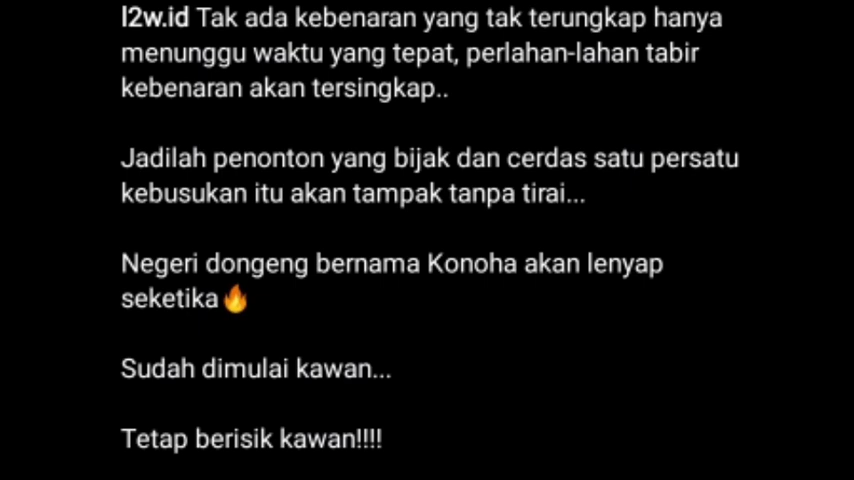 l2w.id Tak ada kebenaran yang tak terungkap hanya
menunggu waktu yang tepat, perlahan-lahan tabir
kebenaran akan tersingkap..
Jadilah penonton yang bijak dan cerdas satu persatu
kebusukan itu akan tampak tanpa tirai...
Negeri dongeng bernama Konoha akan lenyap
seketika🔥
Sudah dimulai kawan...
Tetap berisik kawan!!!!